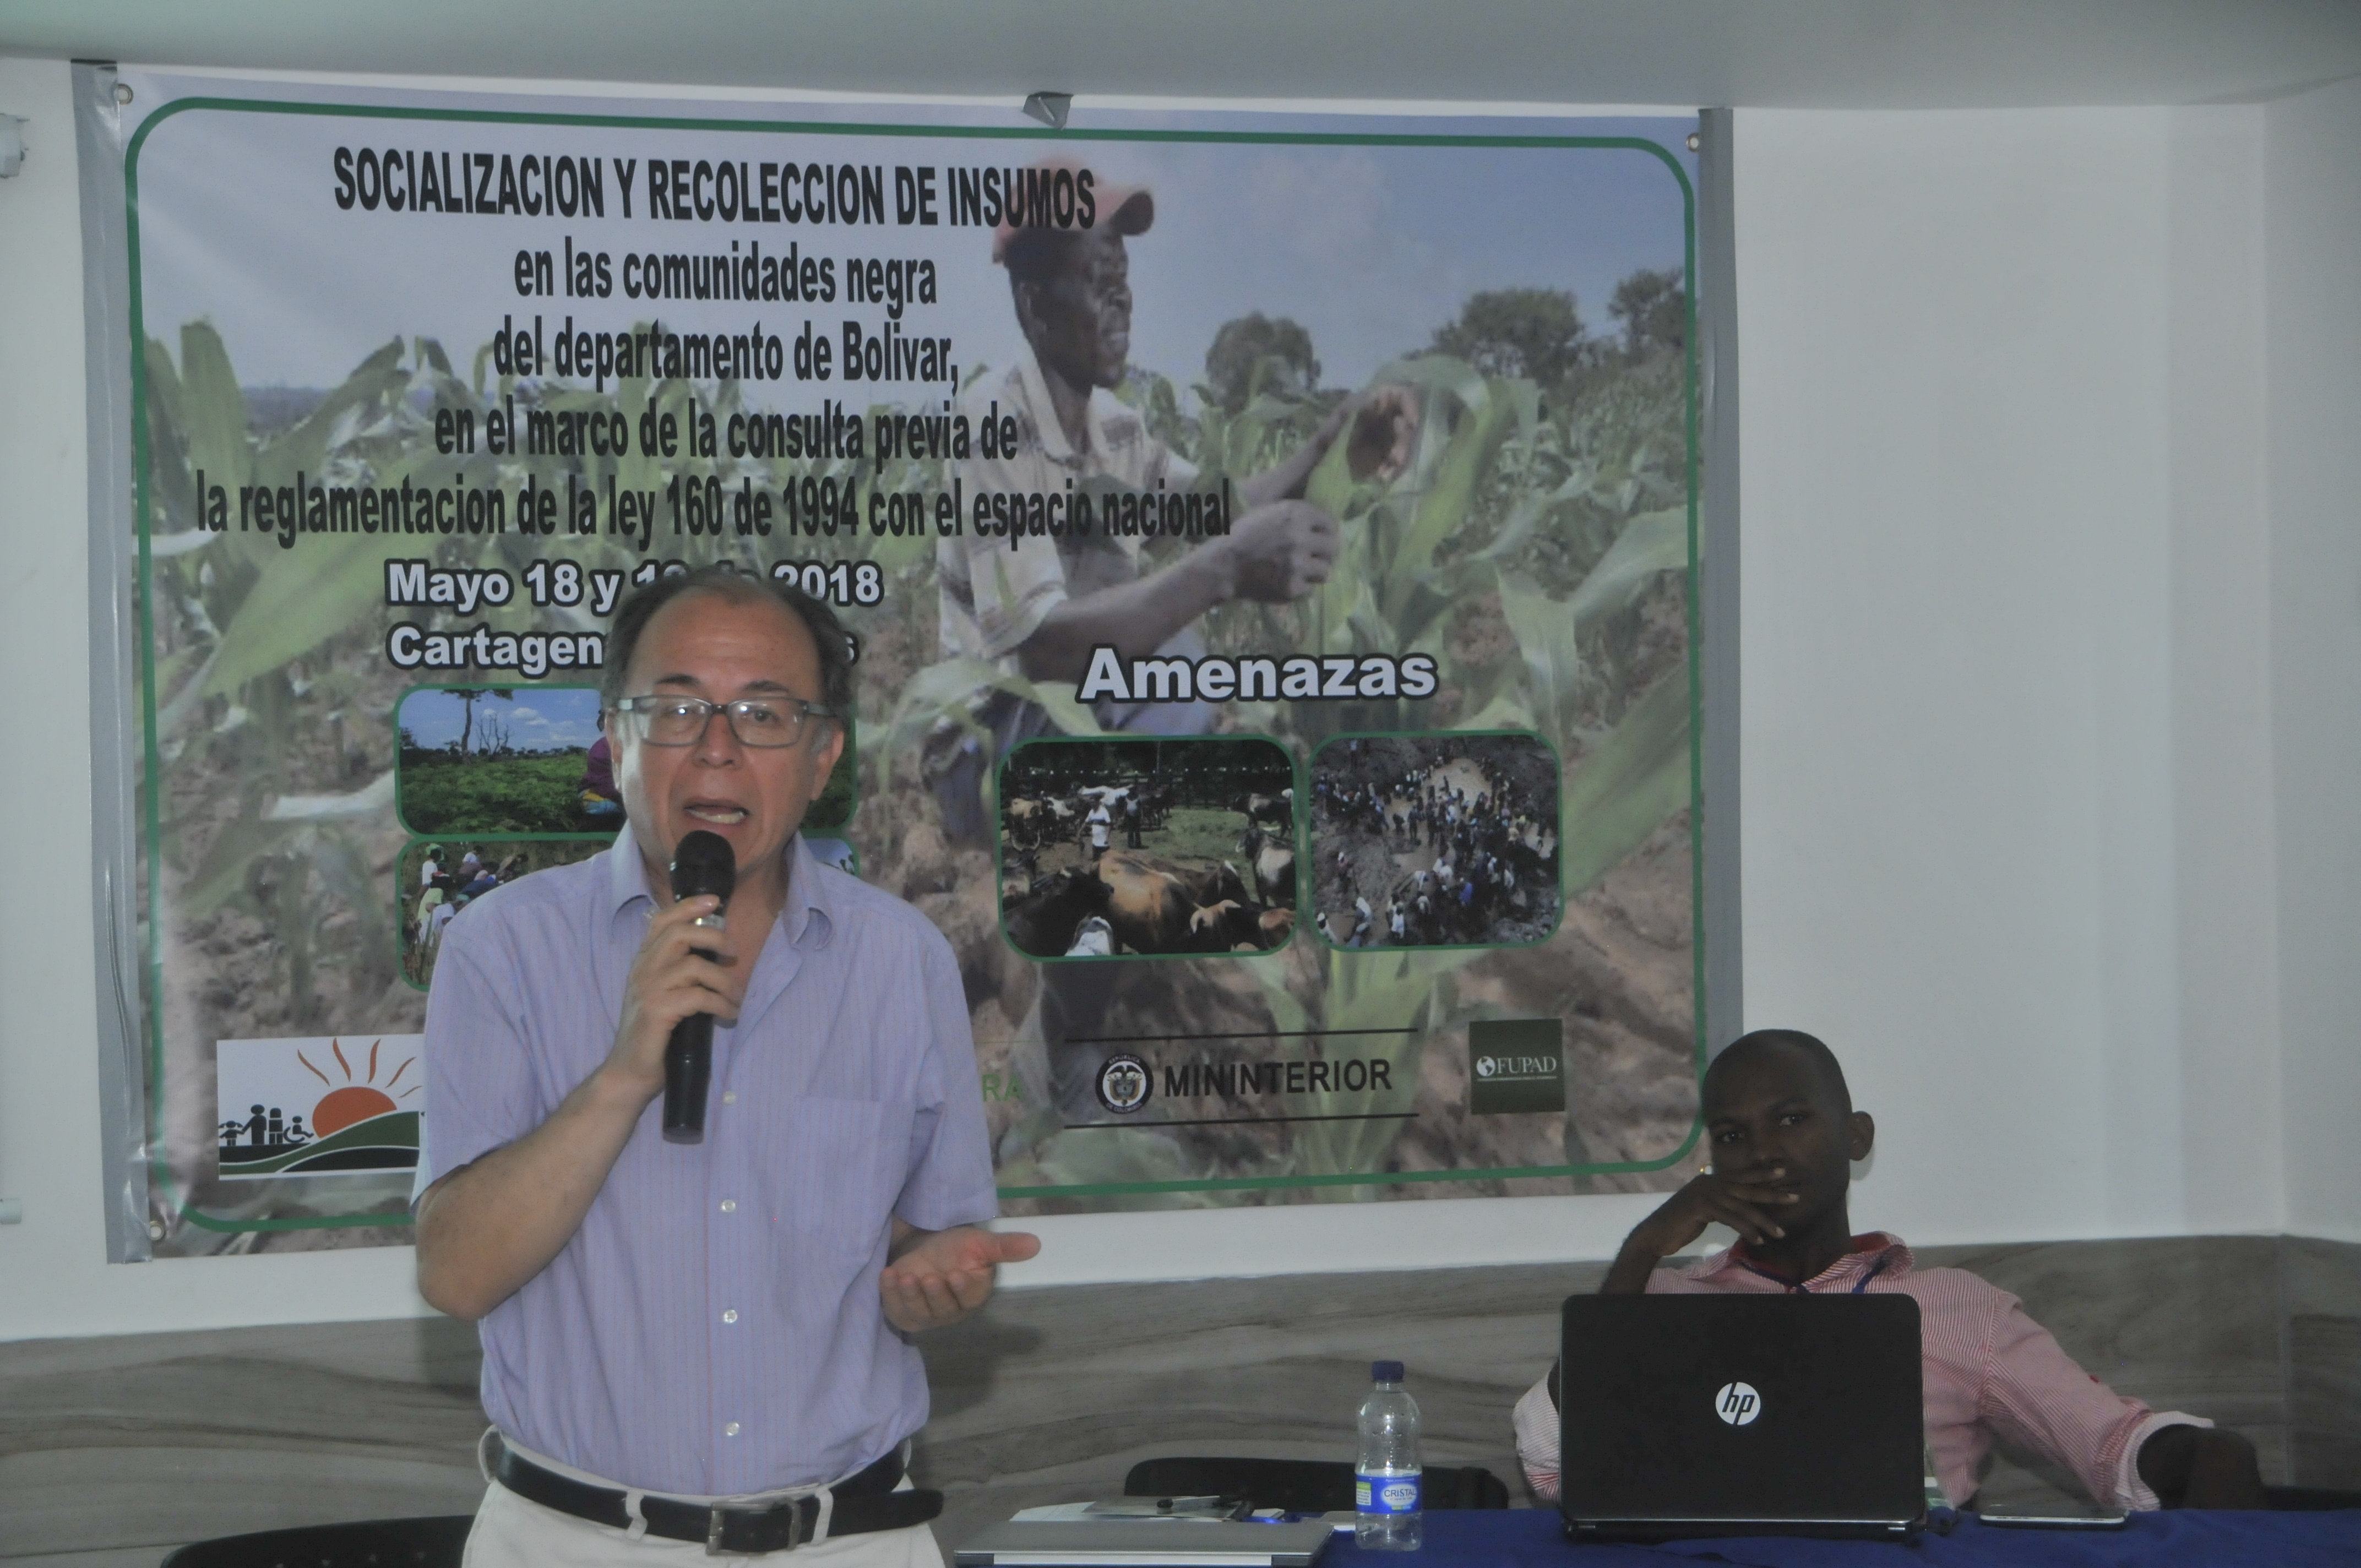 SOCIALIZACION Y RECOLECCION DE INSUMOS
en las comunidades negra
del departamento de Bolivar,
en el marco de la consulta previa de
la reglamentacion de la ley 160 de 1994 con el espacio nacional
Mayo 18 y 2018
Amenazas
MININTERIOR
FUPAD
hp
CRISTAL